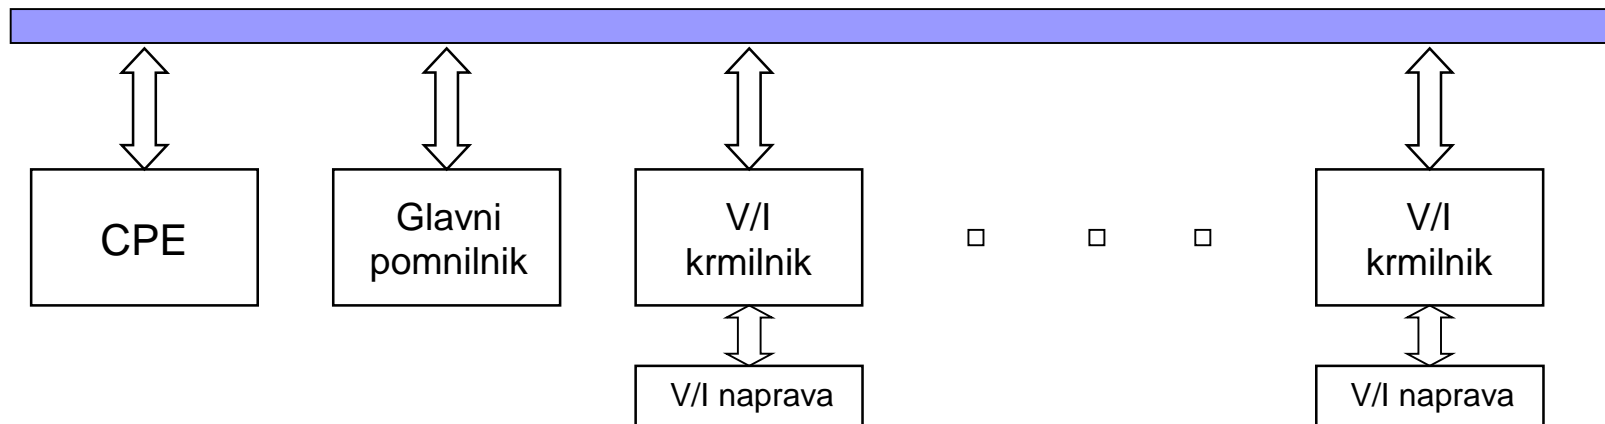 CPE
Glavni
pomnilnik
V/I
krmilnik
V/I
krmilnik
V/I naprava
V/I naprava